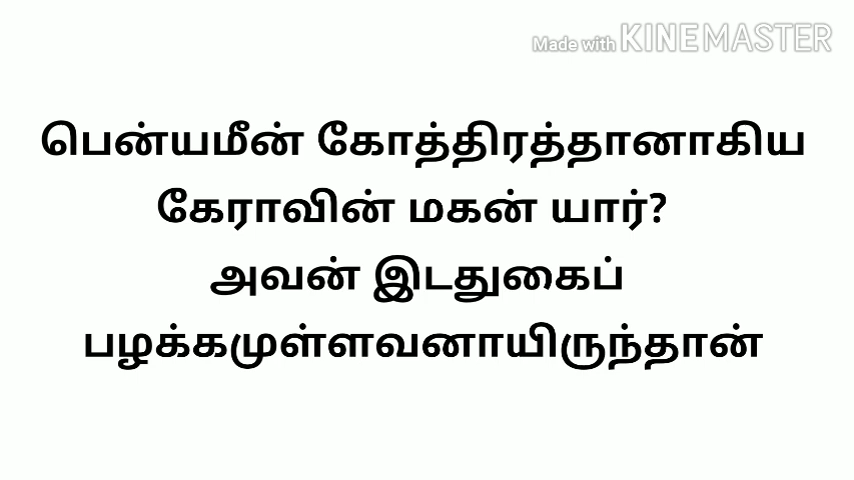 Made with KINEMASTER
பென்யமீன் கோத்திரத்தானாகிய
கேராவின் மகன் யார்?
அவன் இடதுகைப்
பழக்கமுள்ளவனாயிருந்தான்